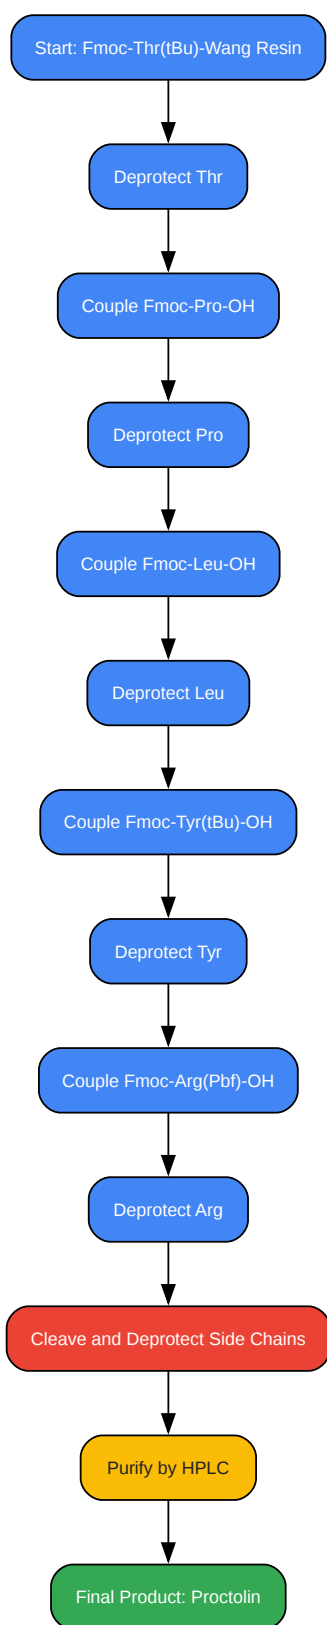 Start: Fmoc-Thr(tBu)-Wang Resin
Deprotect Thr
Couple Fmoc-Pro-OH
Deprotect Pro
Couple Fmoc-Leu-OH
Deprotect Leu
Couple Fmoc-Tyr(tBu)-OH
Deprotect Tyr
Couple Fmoc-Arg(Pbf)-OH
Deprotect Arg
Cleave and Deprotect Side Chains
Purify by HPLC
Final Product: Proctolin